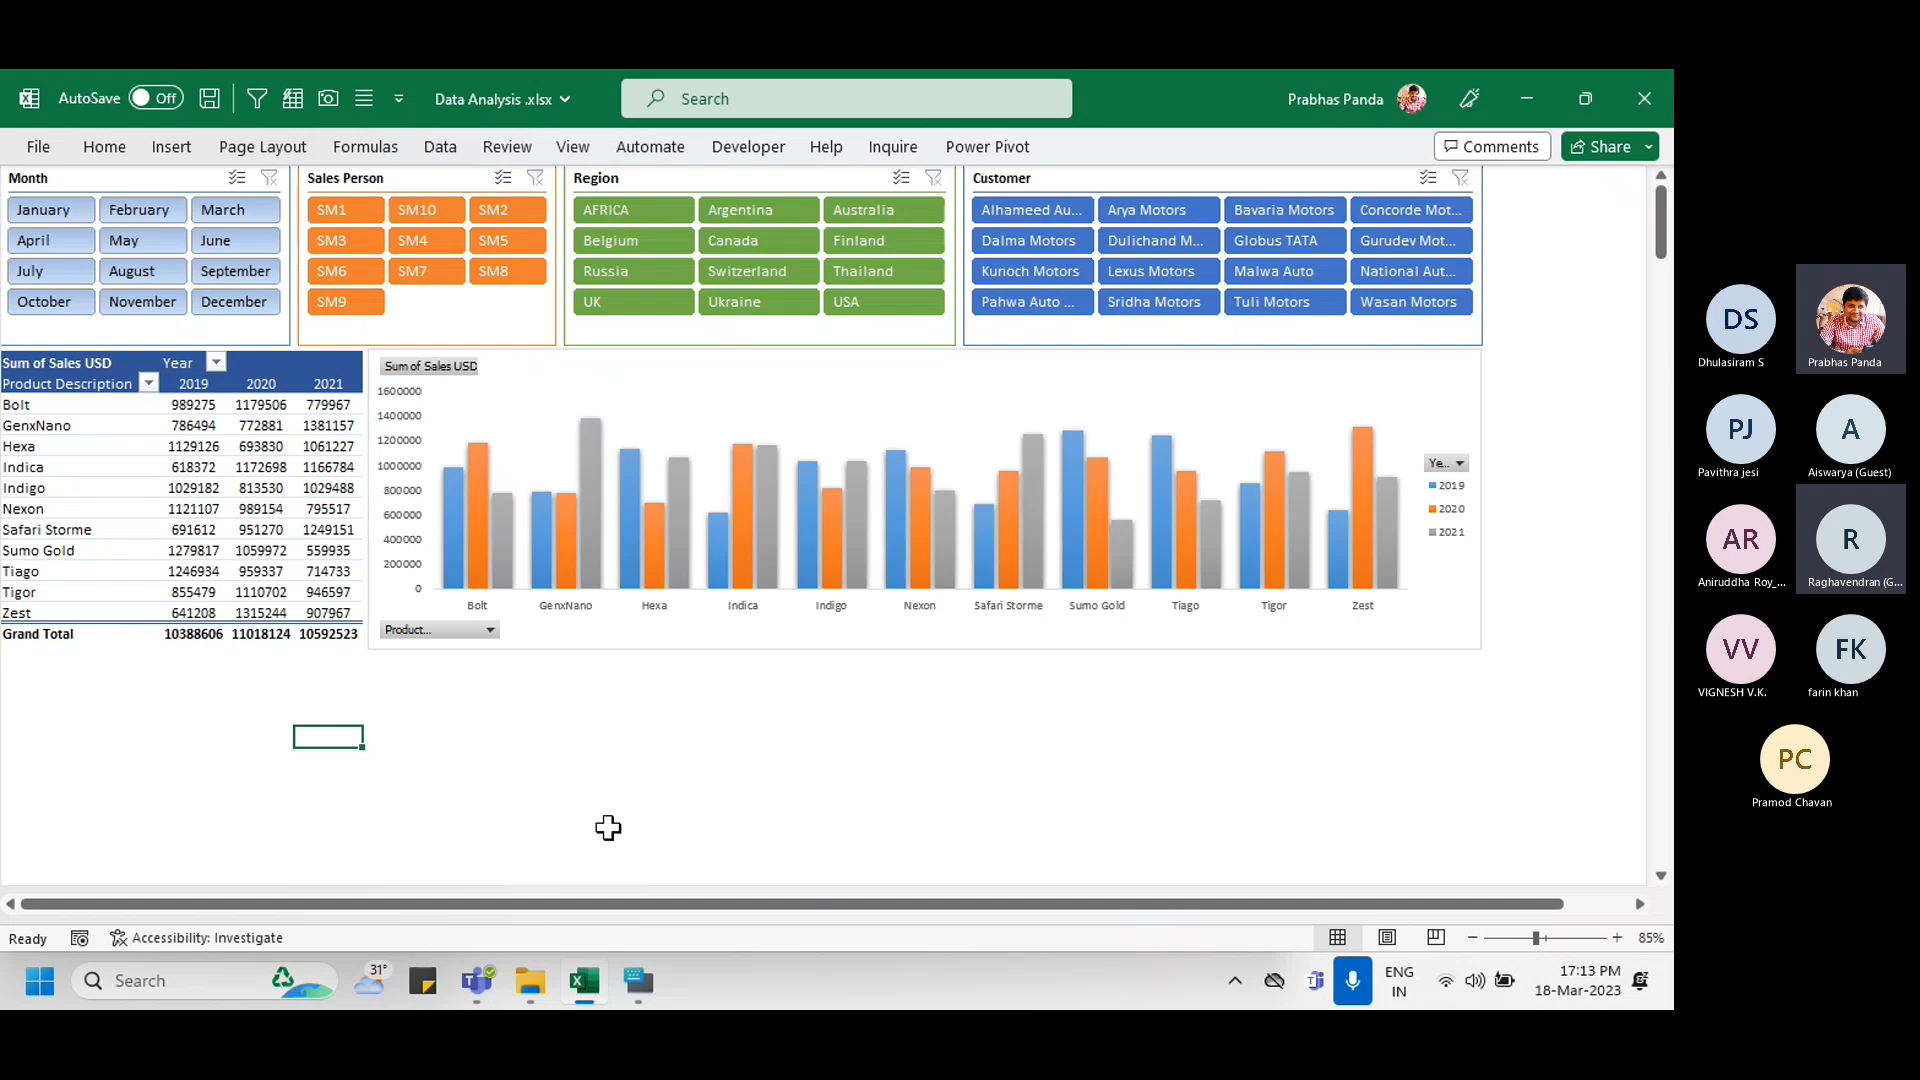 AutoSave Off Data Analysis .xlsx Search Prabhas Panda
File Home Insert Page Layout Formulas Data Review View Automate Developer Help Inquire Power Pivot Comments Share
Month
January February March
April May June
July August September
October November December
Sales Person
SM1 SM10 SM2
SM3 SM4 SM5
SM6 SM7 SM8
SM9
Region
AFRICA Argentina Australia
Belgium Canada Finland
Russia Switzerland Thailand
UK Ukraine USA
Customer
Alhameed Au... Arya Motors Bavaria Motors Concorde Mot...
Dalma Motors Dulichand M... Globus TATA Gurudev Mot...
Kunoch Motors Lexus Motors Malwa Auto National Aut...
Pahwa Auto ... Sridha Motors Tuli Motors Wasan Motors
Sum of Sales USD Year
Product Description 2019 2020 2021
Bolt 989275 1179506 779967
GenxNano 786494 772881 1381157
Hexa 1129126 693830 1061227
Indica 618372 1172698 1166784
Indigo 1029182 813530 1029488
Nexon 1121107 989154 795517
Safari Storme 691612 951270 1249151
Sumo Gold 1279817 1059972 559935
Tiago 1246934 959337 714733
Tigor 855479 1110702 946597
Zest 641208 1315244 907967
Grand Total 10388606 11018124 10592523
Sum of Sales USD
1600000
1400000
1200000
1000000
800000
600000
400000
200000
0
Bolt GenxNano Hexa Indica Indigo Nexon Safari Storme Sumo Gold Tiago Tigor Zest
Product...
Ye...
2019
2020
2021
DS
Dhulasiram S
Prabhas Panda
PJ
Pavithra jesi
A
Aiswarya (Guest)
AR
Aniruddha Roy_...
R
Raghavendran (G...
VV
VIGNESH V.K.
FK
farin khan
PC
Pramod Chavan
Ready Accessibility: Investigate 85%
Search 31° ENG 17:13 PM
IN 18-Mar-2023